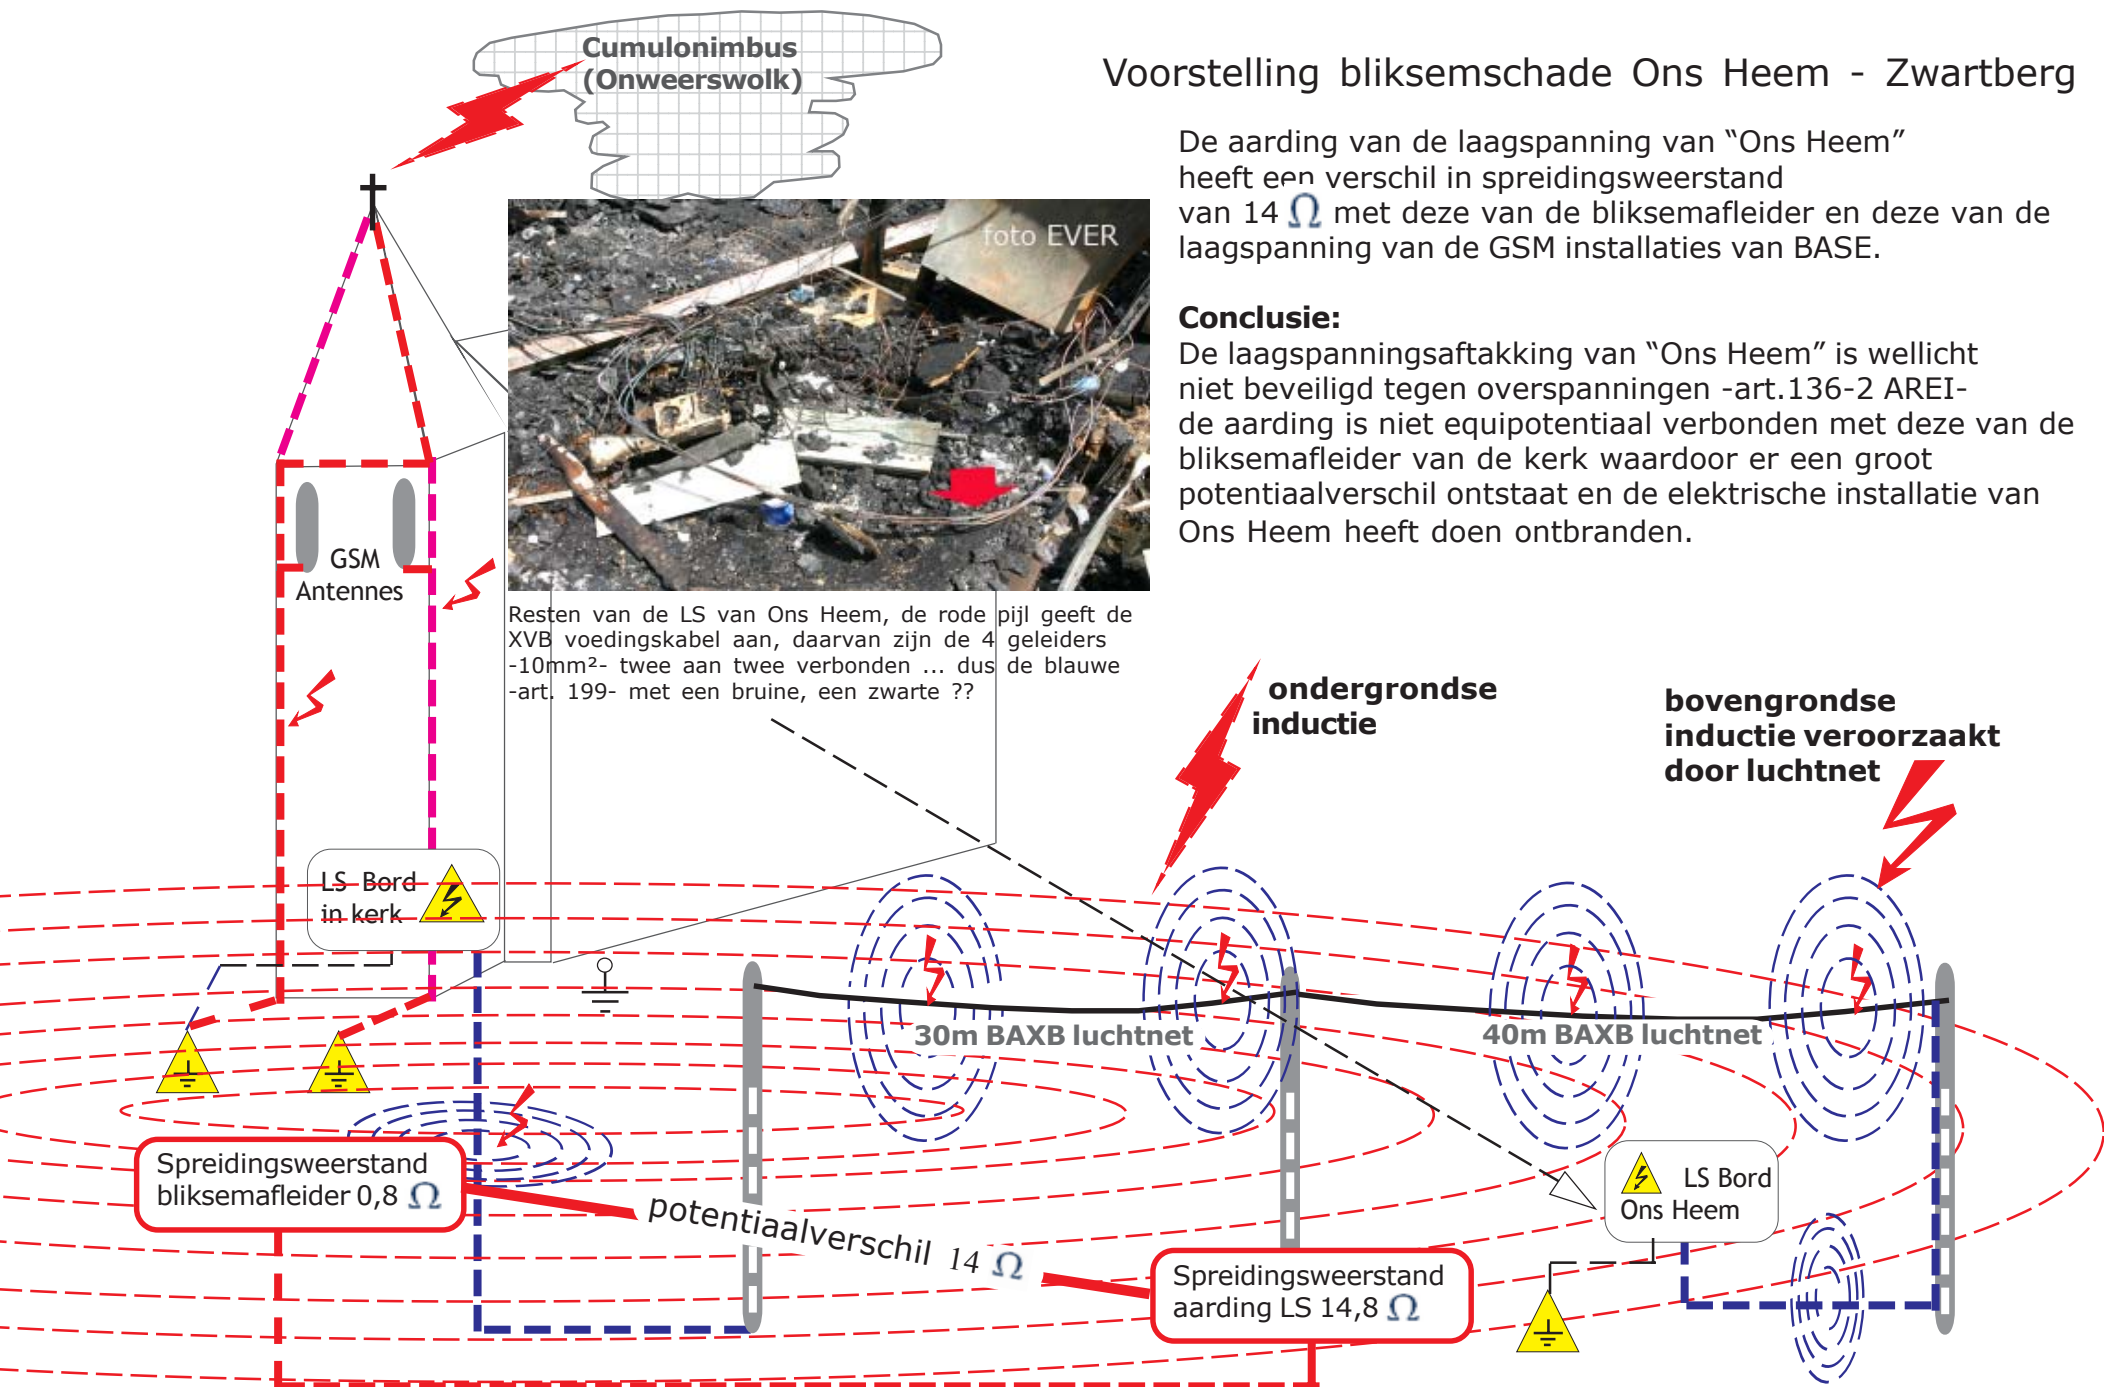 Cumulonimbus
(Onweerswolk)
Voorstelling bliksemschade Ons Heem - Zwartberg
De aarding van de laagspanning van “Ons Heem”
heeft een verschil in spreidingsweerstand
van 14 Ω met deze van de bliksemafleider en deze van de
laagspanning van de GSM installaties van BASE.
Conclusie:
De laagspanningsaftakking van “Ons Heem” is wellicht
niet beveiligd tegen overspanningen -art.136-2 AREI-
de aarding is niet equipotentiaal verbonden met deze van de
bliksemafleider van de kerk waardoor er een groot
potentiaalverschil ontstaat en de elektrische installatie van
Ons Heem heeft doen ontbranden.
foto EVER
GSM
Antennes
Resten van de LS van Ons Heem, de rode pijl geeft de
XVB voedingskabel aan, daarvan zijn de 4 geleiders
-10mm²- twee aan twee verbonden ... dus de blauwe
-art. 199- met een bruine, een zwarte ??
ondergrondse
inductie
bovengrondse
inductie veroorzaakt
door luchtnet
LS Bord
in kerk
30m BAXB luchtnet
40m BAXB luchtnet
Spreidingsweerstand
bliksemafleider 0,8 Ω
potentiaalverschil 14 Ω
LS Bord
Ons Heem
Spreidingsweerstand
aarding LS 14,8 Ω